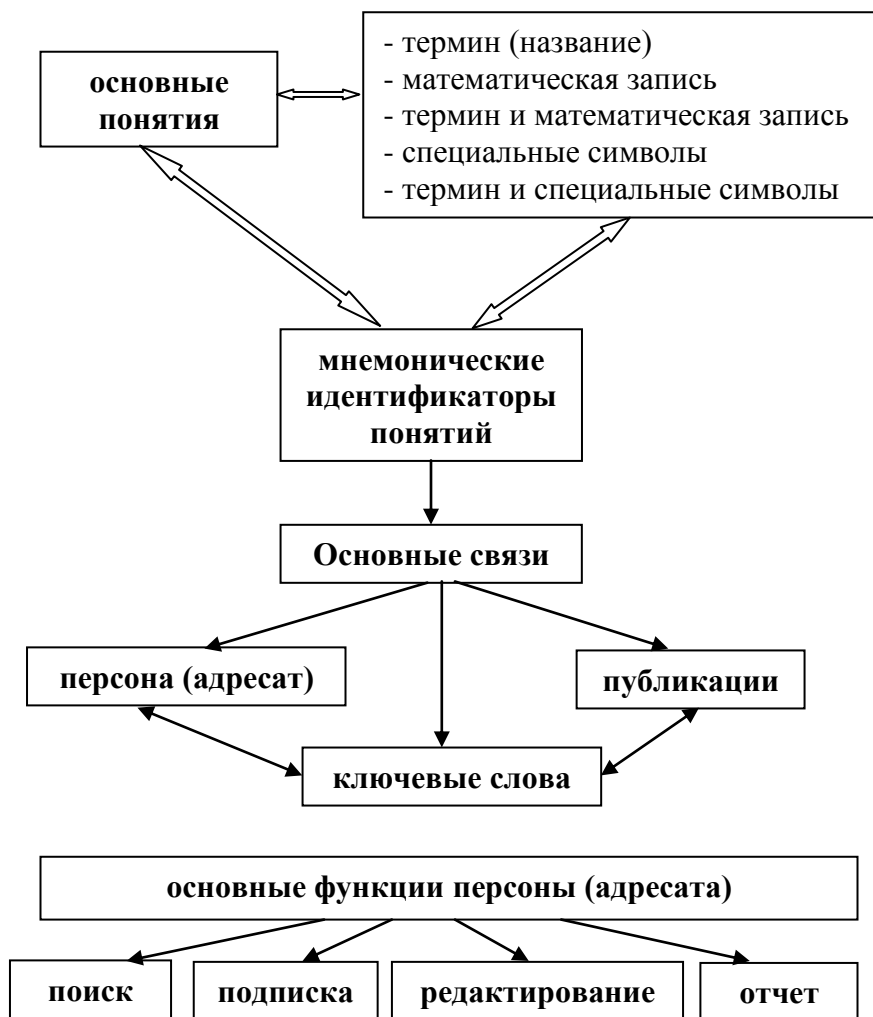 основные
понятия
- термин (название)
- математическая запись
- термин и математическая запись
- специальные символы
- термин и специальные символы
мнемонические
идентификаторы
понятий
Основные связи
персона (адресат)
публикации
ключевые слова
основные функции персоны (адресата)
поиск
подписка
редактирование
отчет